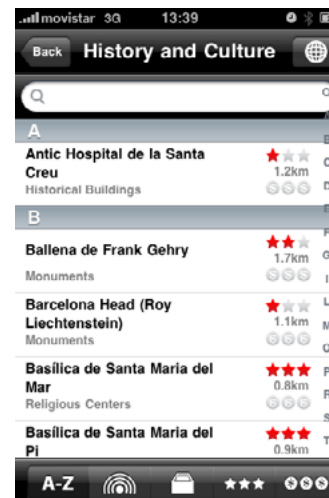 movistar 3G 13:39
Back History and Culture
A
Antic Hospital de la Santa
Creu
1.2km
Historical Buildings
B
Ballena de Frank Gehry
1.7km
Monuments
Barcelona Head (Roy
Liechtenstein)
1.1km
Monuments
Basílica de Santa Maria del
Mar
0.8km
Religious Centers
Basílica de Santa Maria del
Pi
0.9km
A-Z